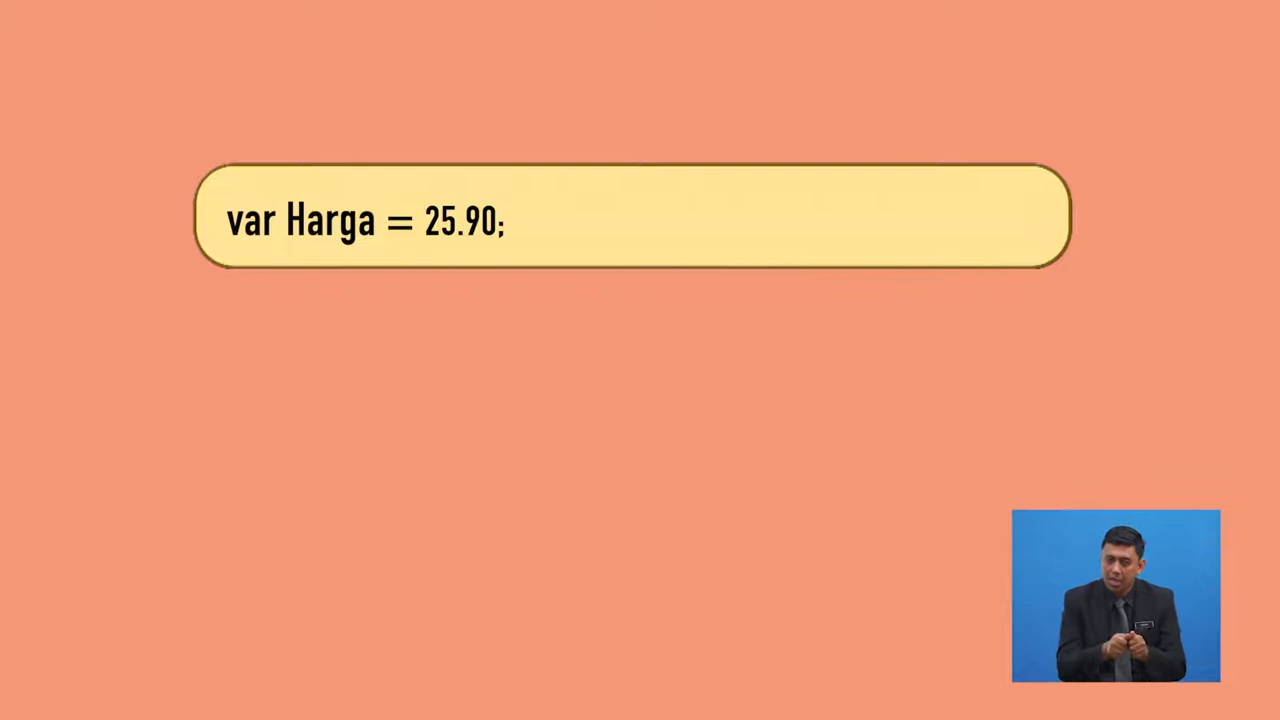 var Harga = 25.90;